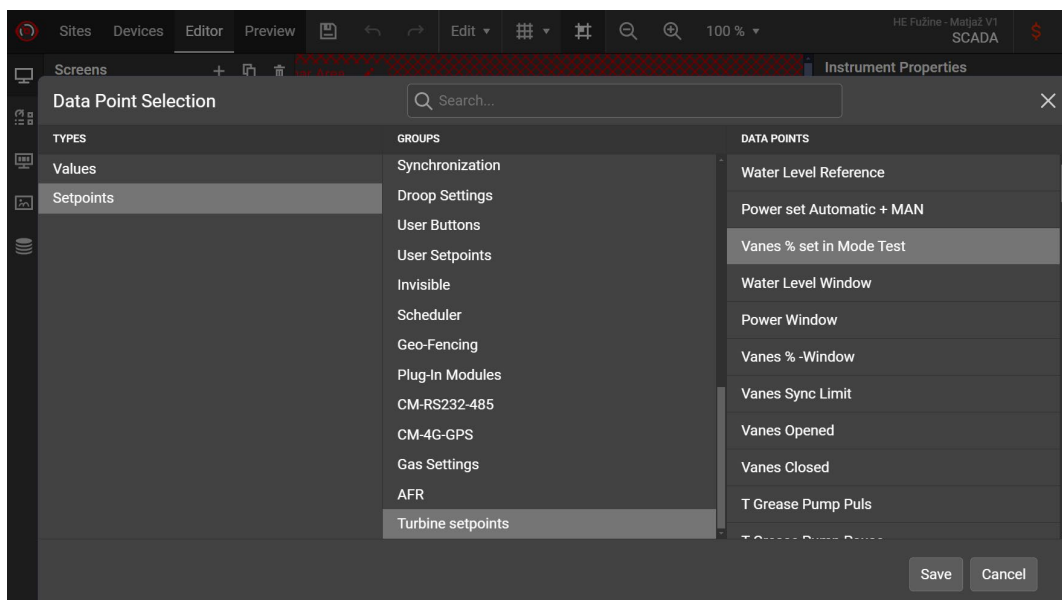 Sites Devices Editor Preview Edit 100 % HE Fužine - Matjaž V1
SCADA
$
Screens
Instrument Properties
Data Point Selection
Search...
TYPES
GROUPS
DATA POINTS
Values
Setpoints
Synchronization
Droop Settings
User Buttons
User Setpoints
Invisible
Scheduler
Geo-Fencing
Plug-In Modules
CM-RS232-485
CM-4G-GPS
Gas Settings
AFR
Turbine setpoints
Water Level Reference
Power set Automatic + MAN
Vanes % set in Mode Test
Water Level Window
Power Window
Vanes % -Window
Vanes Sync Limit
Vanes Opened
Vanes Closed
T Grease Pump Puls
Save
Cancel